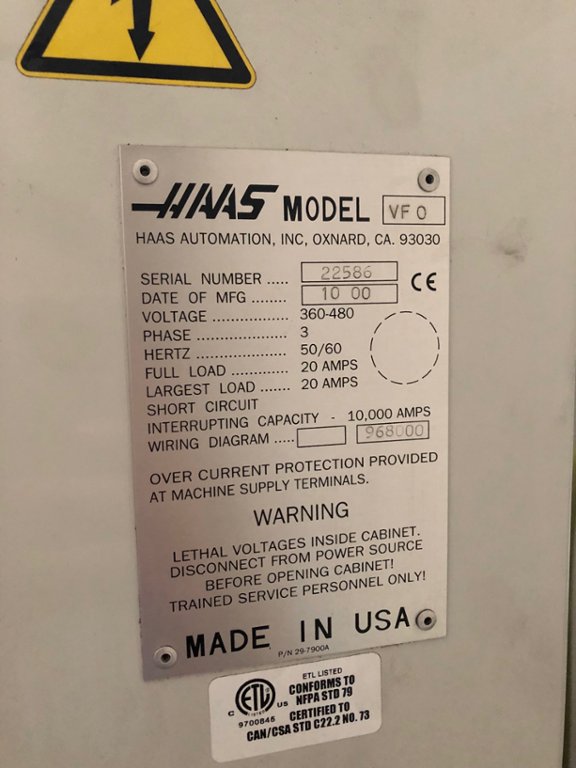 HAAS MODEL VF 0
HAAS AUTOMATION, INC, OXNARD, CA. 93030
SERIAL NUMBER ..... 22586
CE
DATE OF MFG ........ 10 00
VOLTAGE ................. 360-480
PHASE .................... 3
HERTZ .................... 50/60
FULL LOAD ............. 20 AMPS
LARGEST LOAD ....... 20 AMPS
SHORT CIRCUIT
INTERRUPTING CAPACITY - 10,000 AMPS
WIRING DIAGRAM ..... 968000
OVER CURRENT PROTECTION PROVIDED
AT MACHINE SUPPLY TERMINALS.
WARNING
LETHAL VOLTAGES INSIDE CABINET.
DISCONNECT FROM POWER SOURCE
BEFORE OPENING CABINET!
TRAINED SERVICE PERSONNEL ONLY!
MADE IN USA
P/N 29-7900A
ETL LISTED
CONFORMS TO
NFPA STD 79
C ETL LISTED US
9700845
CERTIFIED TO
CAN/CSA STD C22.2 NO. 73